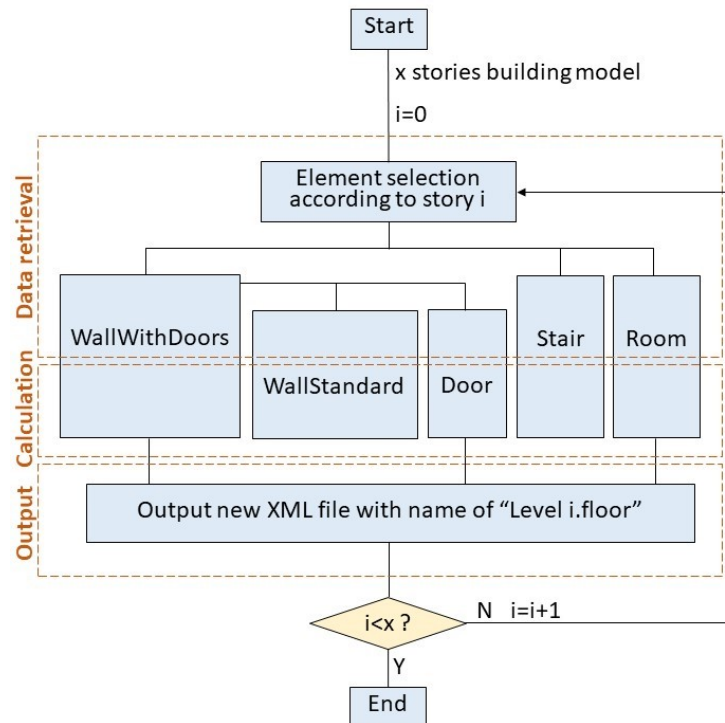 Start
x stories building model
i=0
Data retrieval
Element selection
according to story i
WallWithDoors
WallStandard
Door
Stair
Room
Calculation
Output
Output new XML file with name of “Level i.floor”
i<x ?
N i=i+1
Y
End